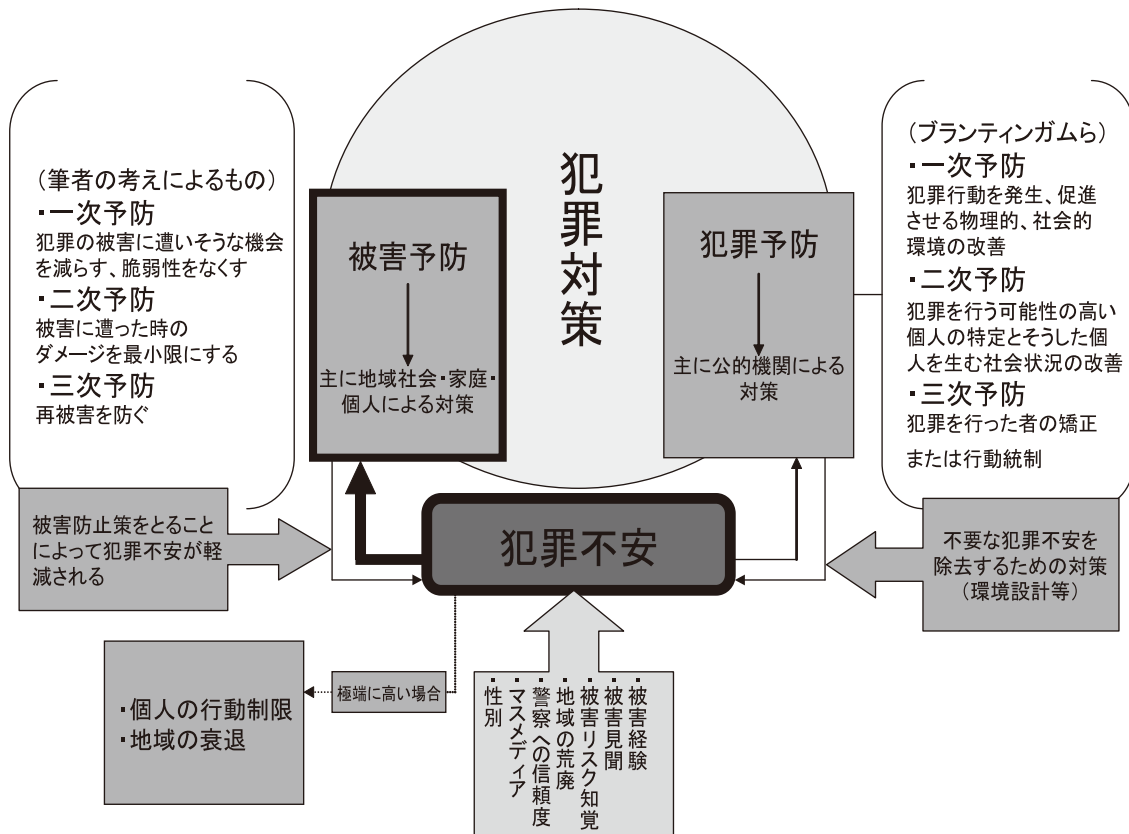 犯罪対策
（筆者の考えによるもの）
・一次予防
犯罪の被害に遭いそうな機会
を減らす、脆弱性をなくす
・二次予防
被害に遭った時の
ダメージを最小限にする
・三次予防
再被害を防ぐ
被害予防
主に地域社会・家庭・
個人による対策
犯罪予防
主に公的機関による
対策
（ブランティンガムら）
・一次予防
犯罪行動を発生、促進
させる物理的、社会的
環境の改善
・二次予防
犯罪を行う可能性の高い
個人の特定とそうした個
人を生む社会状況の改善
・三次予防
犯罪を行った者の矯正
または行動統制
被害防止策をとること
によって犯罪不安が軽
減される
犯罪不安
不要な犯罪不安を
除去するための対策
（環境設計等）
極端に高い場合
・個人の行動制限
・地域の衰退
・被害経験
・被害見聞
・被害リスク知覚
・地域の荒廃
・警察への信頼度
・マスメディア
・性別